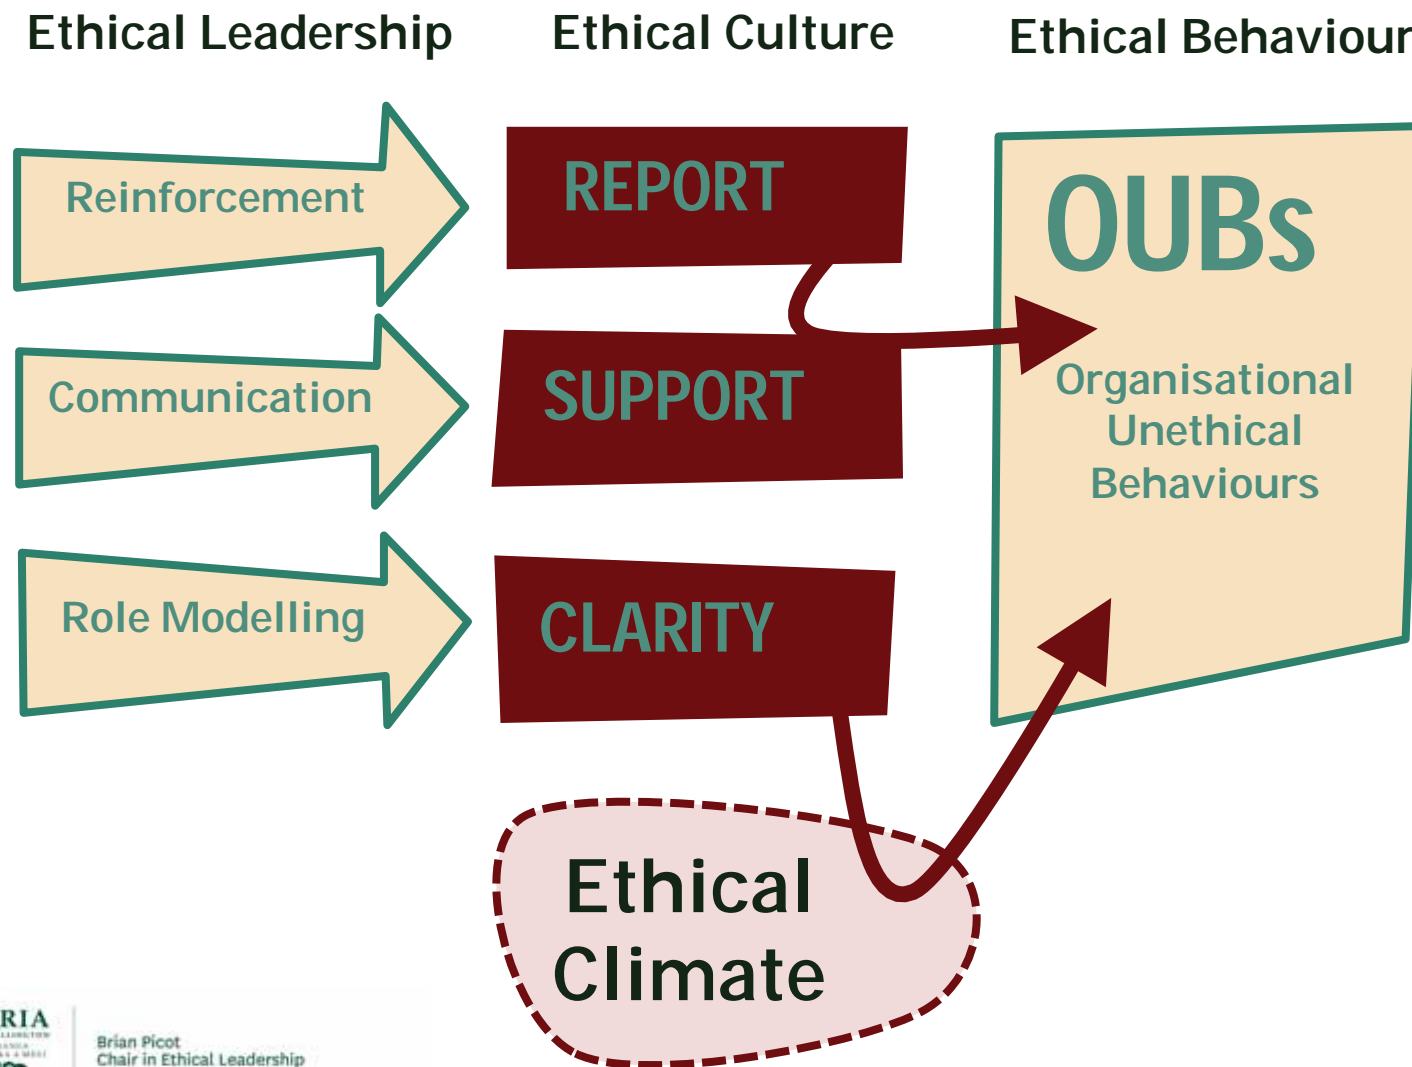 Ethical Leadership
Ethical Culture
Ethical Behaviour
Reinforcement
REPORT
OUBs
Communication
SUPPORT
Organisational
Unethical
Behaviours
Role Modelling
CLARITY
Ethical
Climate
RIA
Brian Picot
Chair in Ethical Leadership